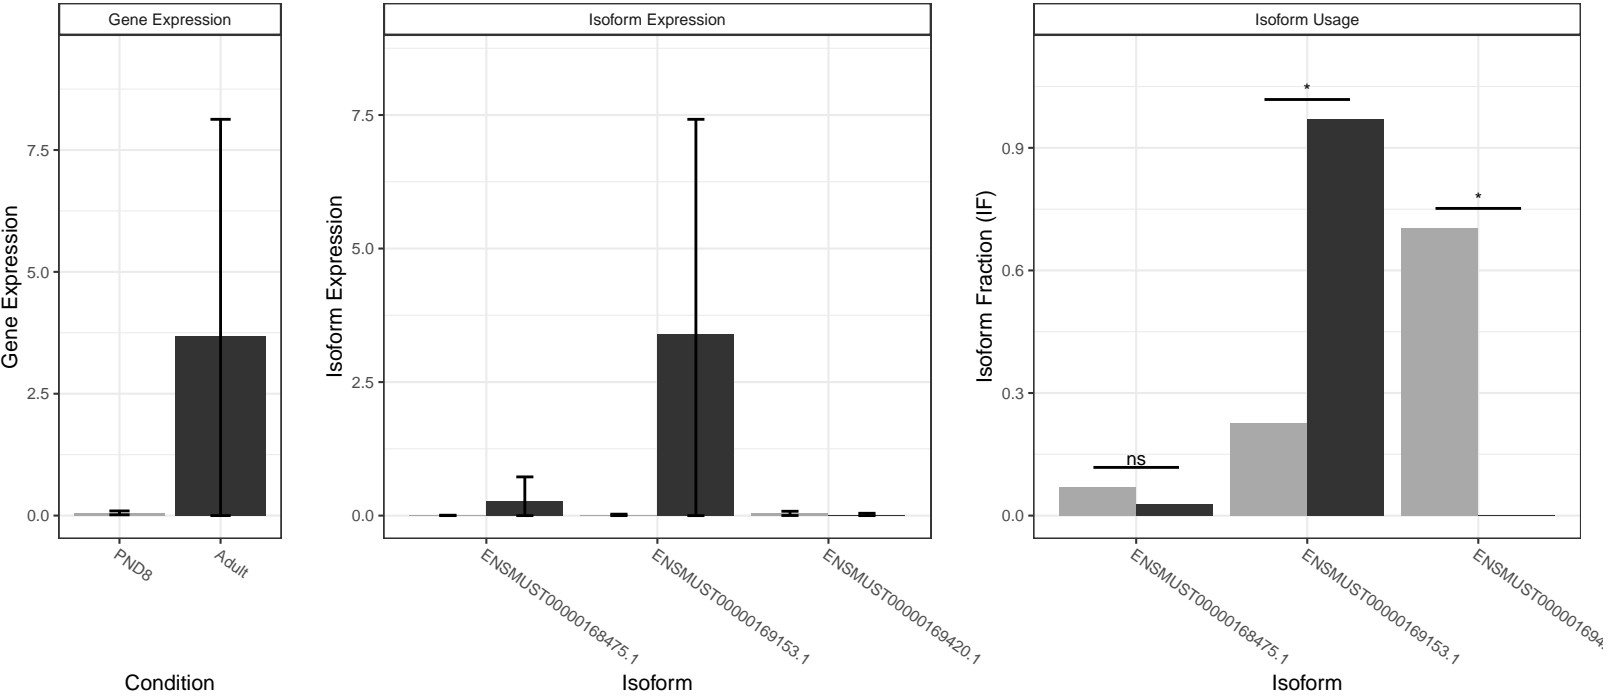 Gene Expression
Isoform Expression
Isoform Usage
Gene Expression
7.5
5.0
2.5
0.0
PND8
Adult
Condition
Isoform Expression
7.5
5.0
2.5
0.0
ENSMUST00000168475.1
ENSMUST00000169153.1
ENSMUST00000169420.1
Isoform
Isoform Fraction (IF)
0.9
0.6
0.3
0.0
ns
*
*
ENSMUST00000168475.1
ENSMUST00000169153.1
ENSMUST000001694
Isoform